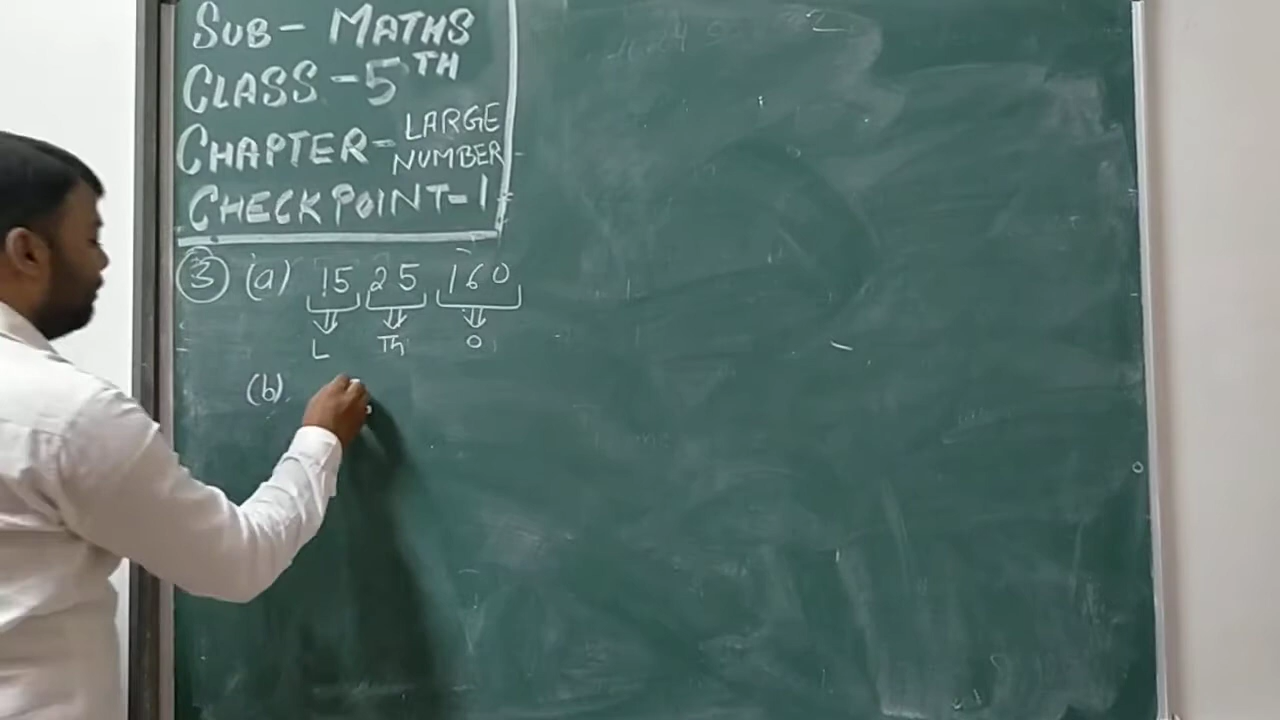 SUB- MATHS
CLASS -5TH
CHAPTER- LARGE NUMBER
CHECKPOINT-1
③ (a) 15 25 160
L Th O
(b)